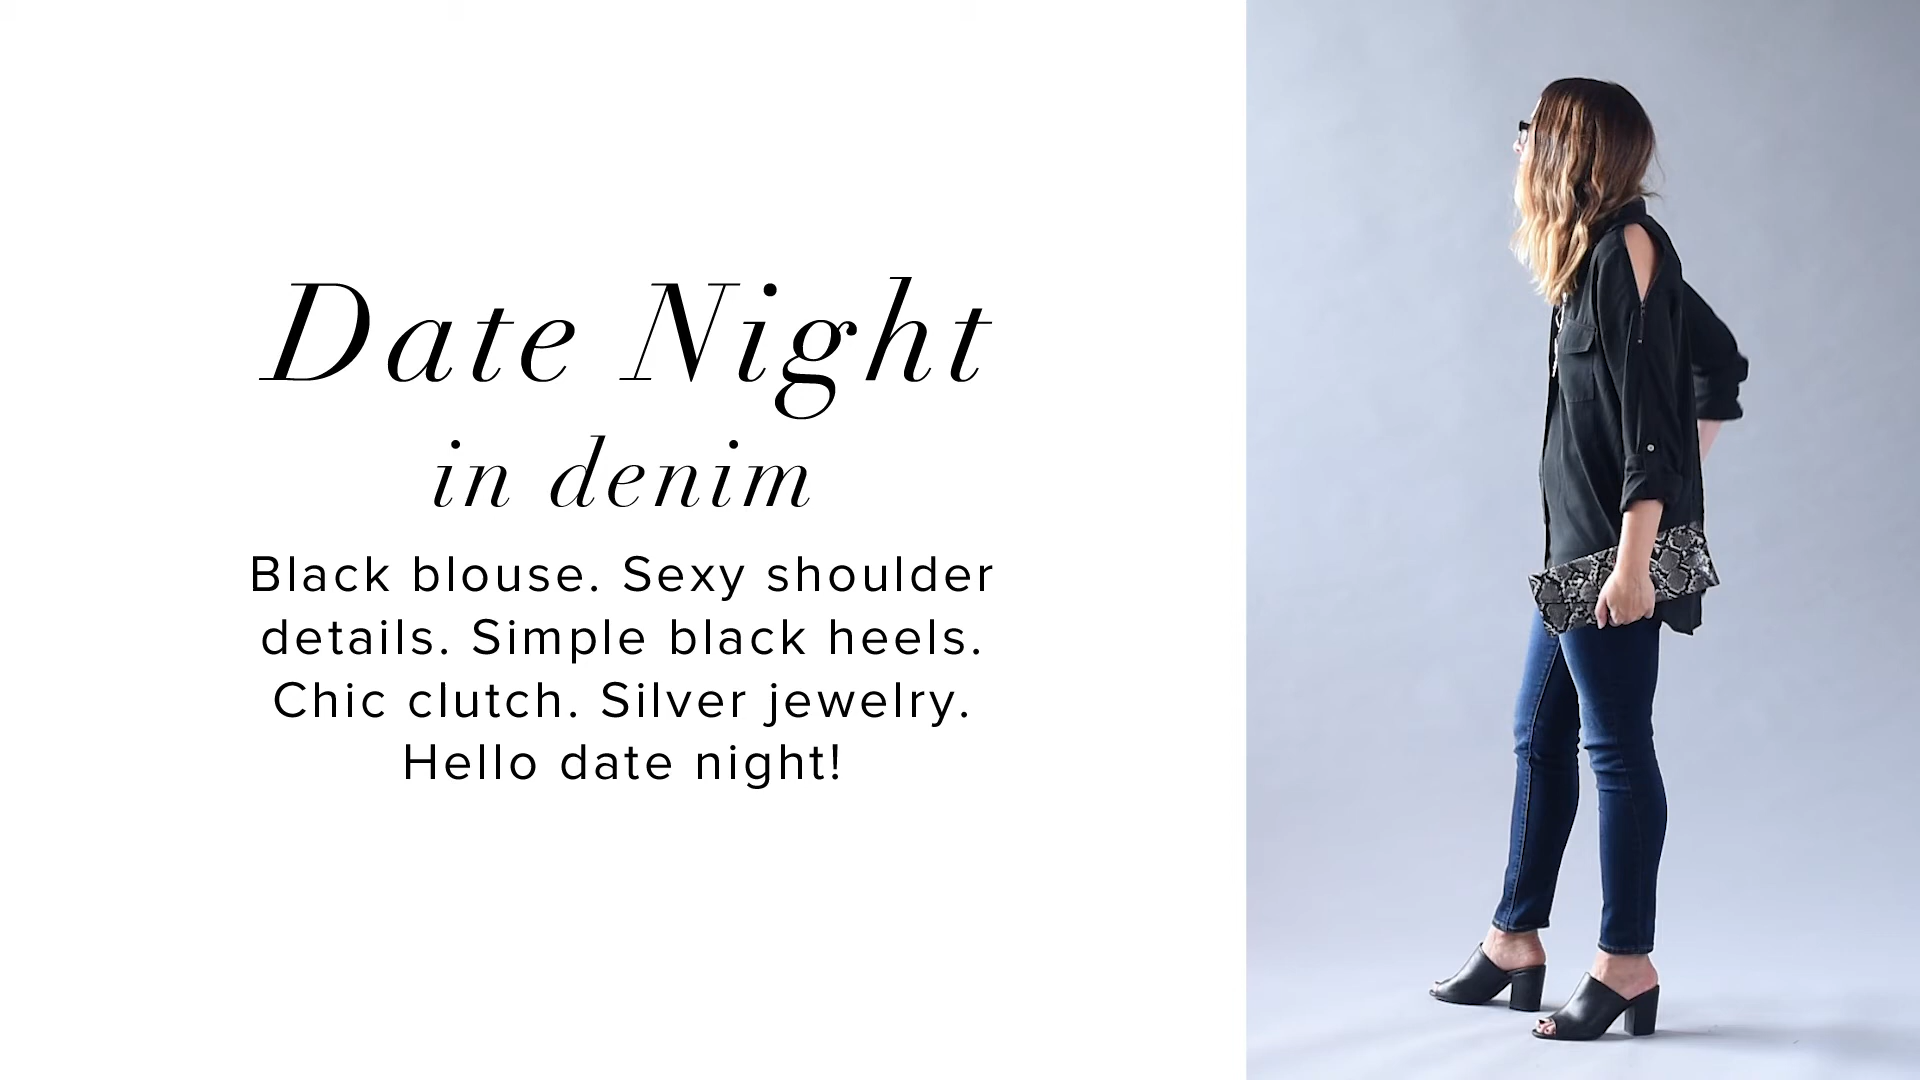 Date Night
in denim
Black blouse. Sexy shoulder
details. Simple black heels.
Chic clutch. Silver jewelry.
Hello date night!